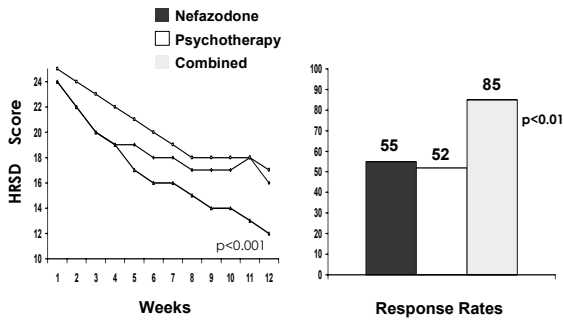 Nefazodone
Psychotherapy
Combined
HRSD Score
24
22
20
18
16
14
12
10
p<0.001
1 2 3 4 5 6 7 8 9 10 11 12
Weeks
100
90
80
70
60
50
40
30
20
10
0
55
52
85
p<0.01
Response Rates